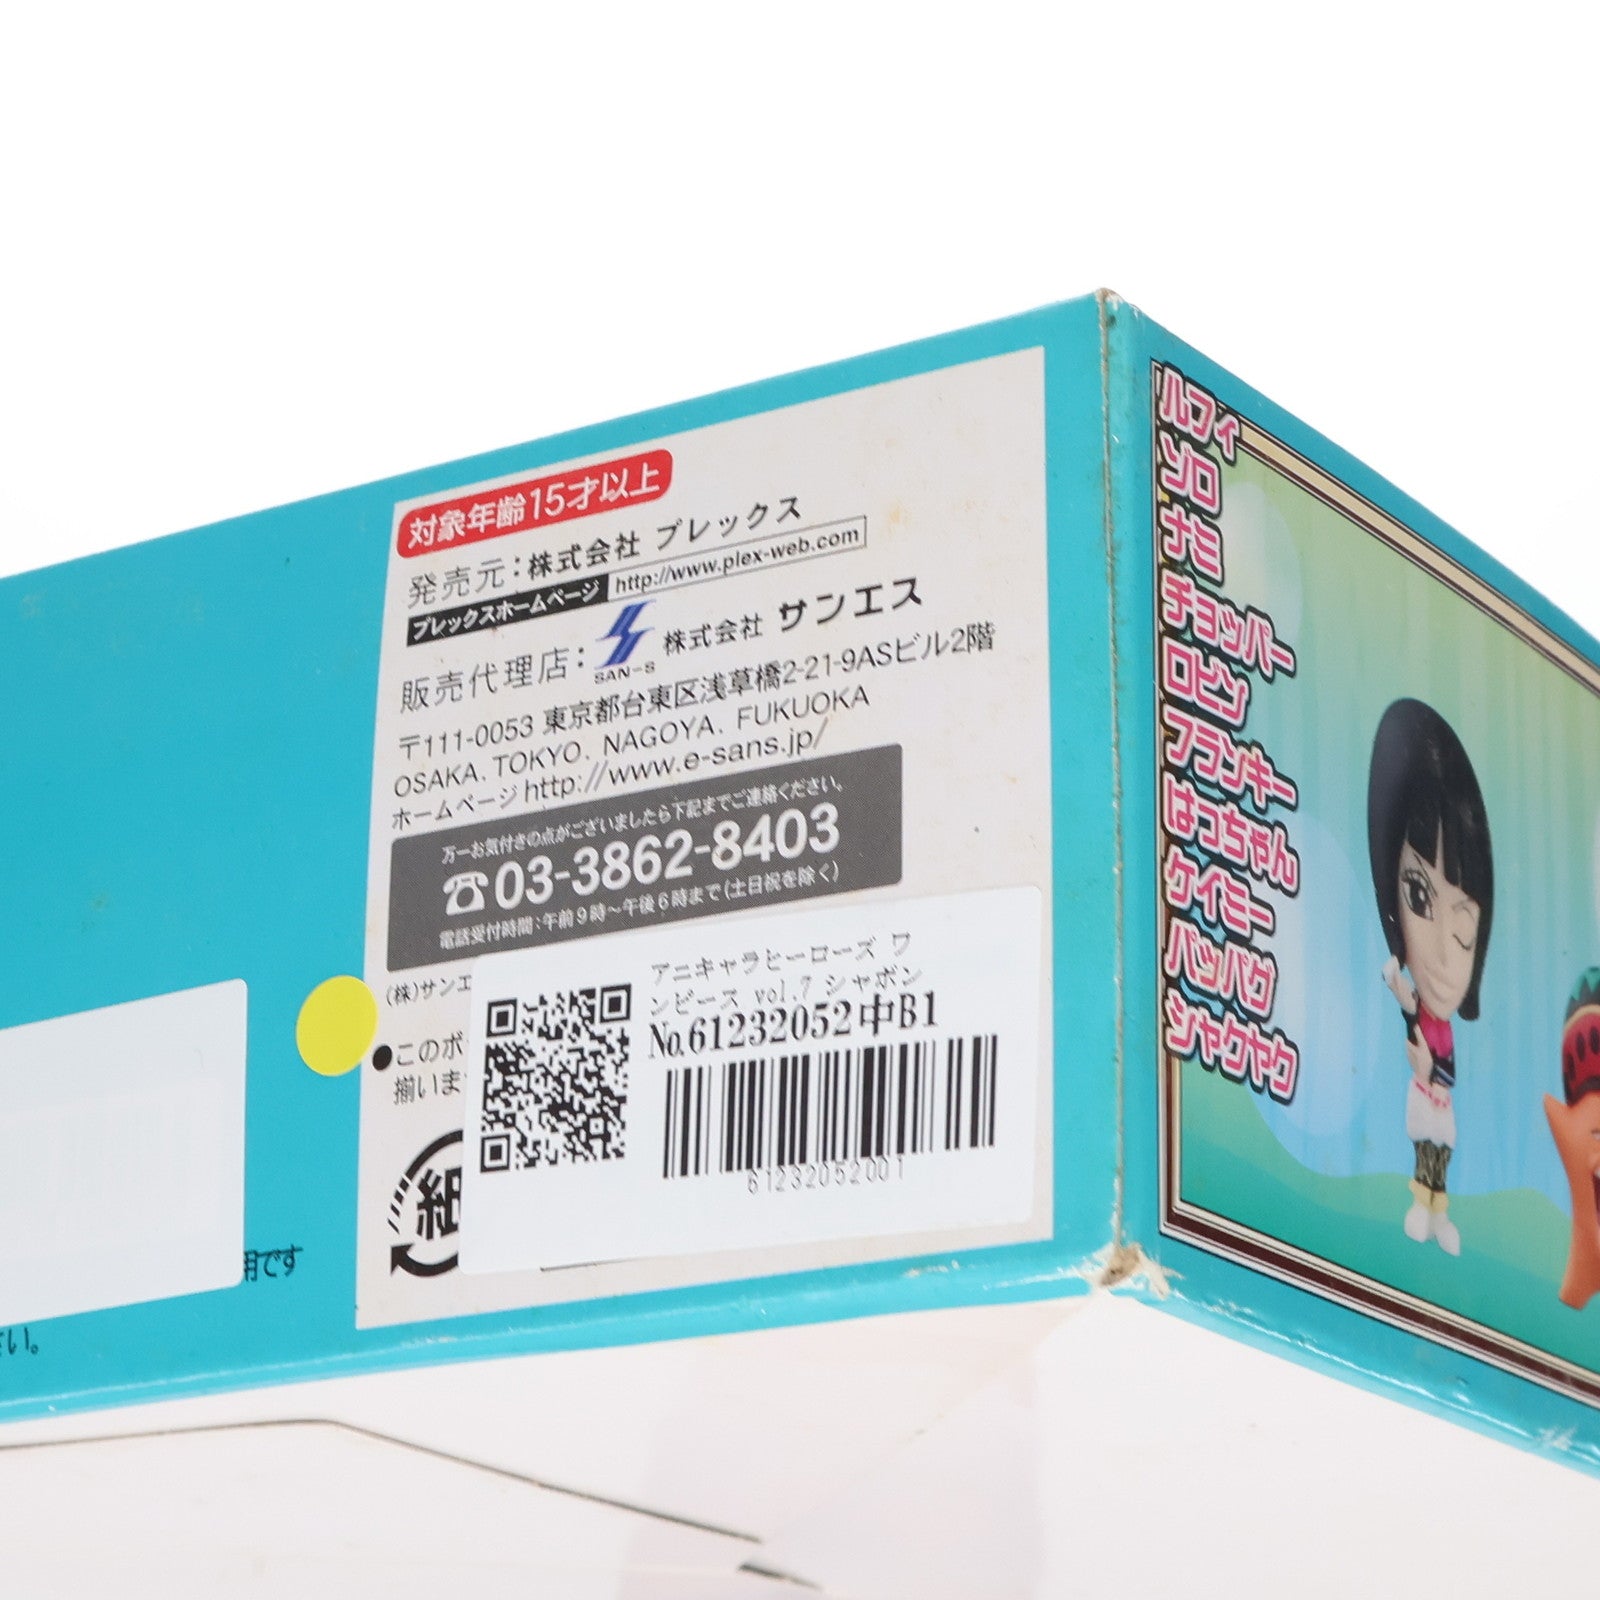 対象年齢15才以上
発売元：株式会社 プレックス
プレックスホームページ http://www.plex-web.com
販売代理店： SAN-S 株式会社 サンエス
〒111-0053 東京都台東区浅草橋2-21-9ASビル2階
OSAKA. TOKYO. NAGOYA. FUKUOKA
ホームページ http://www.e-sans.jp/
万一お気付きの点がございましたら下記までご連絡ください。
☎03-3862-8403
電話受付時間：午前9時～午後6時まで(土日祝を除く)
(株)サンエ
●このボ
揃いま
紙
アニキャラヒーローズ ワ
ンピース vol.7 シャボン
No.61232052中B1
61232052001
用です
さい。
ルフィ
ゾロ
ナミ
チョッパー
ロビン
フランキー
はっちゃん
ケイミー
パッパグ
シャクヤク